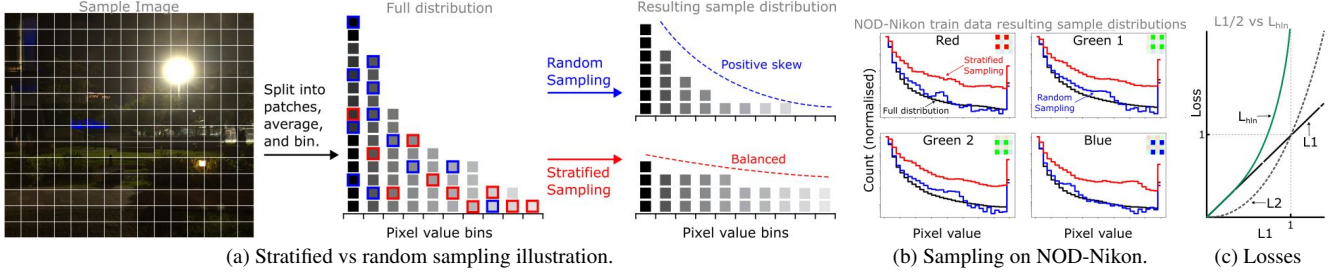 Sample Image
Split into
patches,
average,
and bin.
Full distribution
Pixel value bins
Random
Sampling
Stratified
Sampling
Resulting sample distribution
Positive skew
Balanced
Pixel value bins
(a) Stratified vs random sampling illustration.
NOD-Nikon train data resulting sample distributions
Count (normalised)
Red
Stratified
Sampling
Full distribution
Green 1
Random
Sampling
Green 2
Blue
Pixel value
Pixel value
(b) Sampling on NOD-Nikon.
L1/2 vs Lhln
Loss
1
Lhln
L1
L2
1
L1
(c) Losses